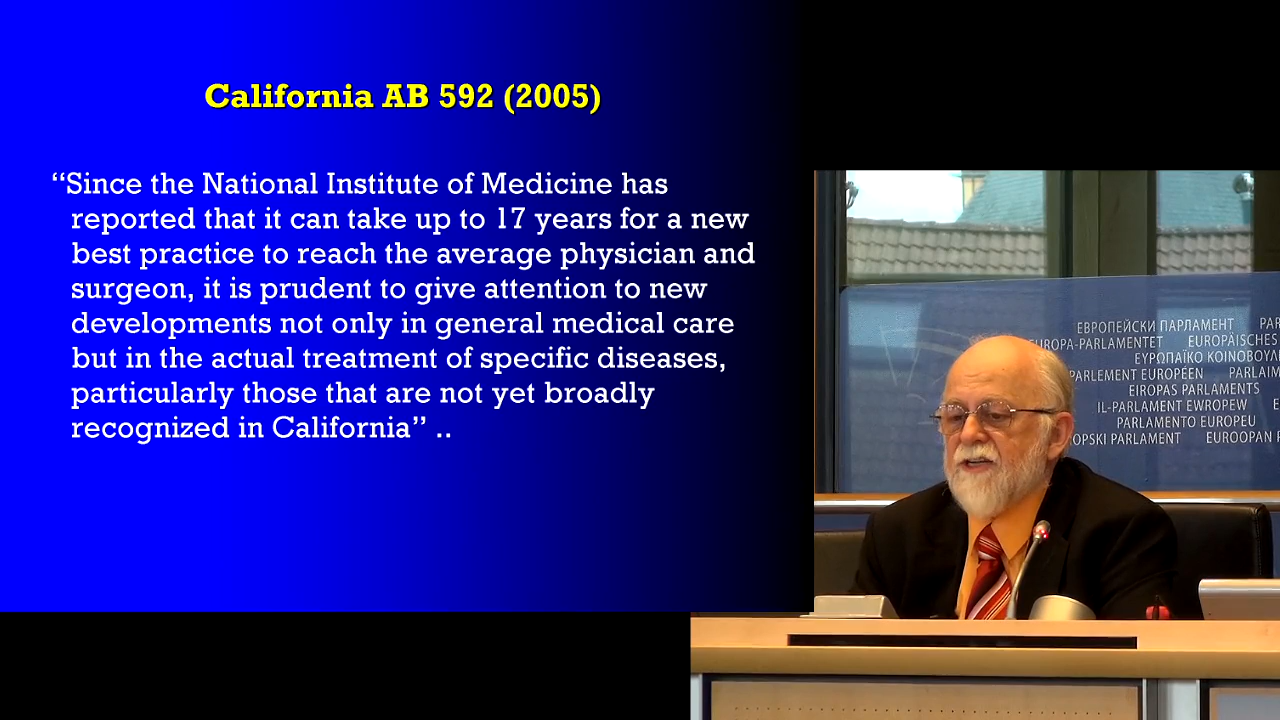 California AB 592 (2005)
“Since the National Institute of Medicine has
reported that it can take up to 17 years for a new
best practice to reach the average physician and
surgeon, it is prudent to give attention to new
developments not only in general medical care
but in the actual treatment of specific diseases,
particularly those that are not yet broadly
recognized in California” ..
ЕВРОПЕЙСКИ ПАРЛАМЕНТ PAR
EUROPA-PARLAMENTET EUROPÄISCHES
ΕΥΡΩΠΑΪΚΟ ΚΟΙΝΟΒΟΥΛ
PARLEMENT EUROPÉEN PARLAIM
EIROPAS PARLAMENTS
IL-PARLAMENT EWROPEW E
PARLAMENTO EUROPEU
OPSKI PARLAMENT EUROOPAN P